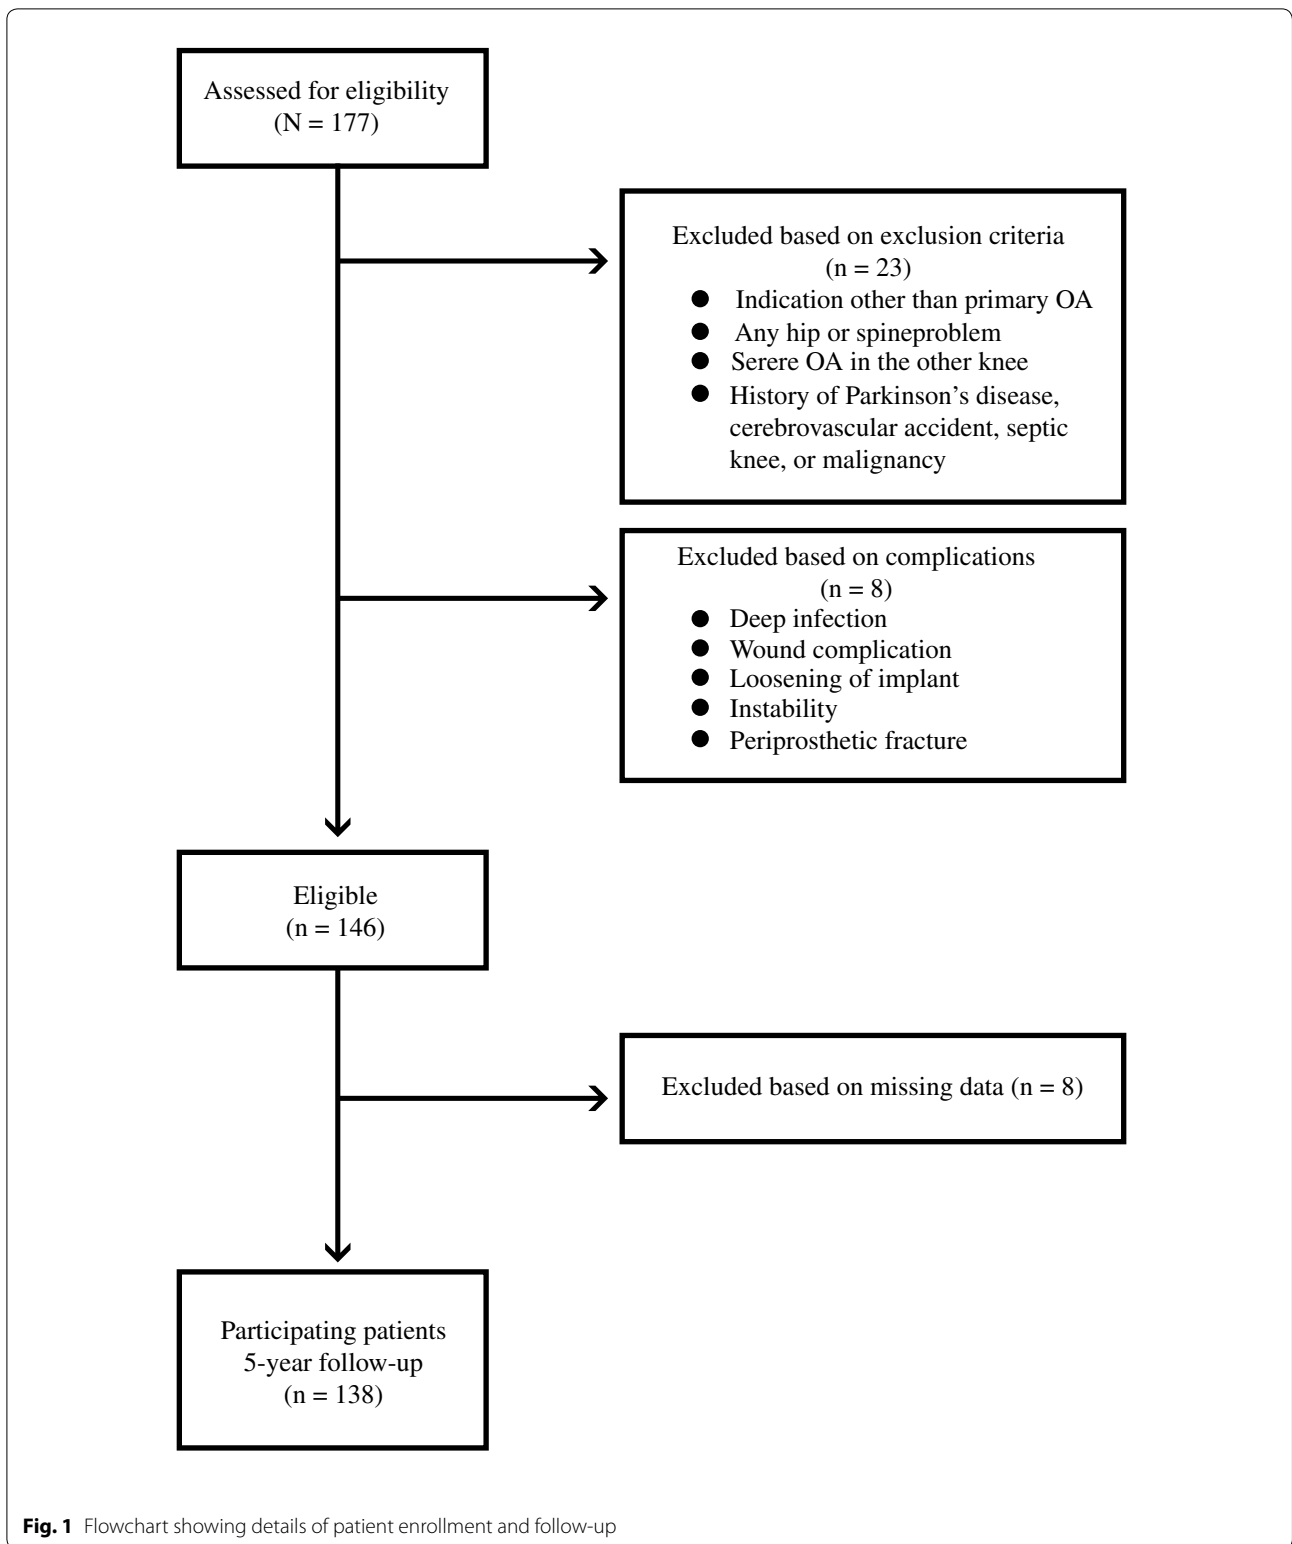 Assessed for eligibility
(N = 177)
Excluded based on exclusion criteria
(n = 23)
● Indication other than primary OA
● Any hip or spineproblem
● Serere OA in the other knee
● History of Parkinson’s disease,
cerebrovascular accident, septic
knee, or malignancy
Excluded based on complications
(n = 8)
● Deep infection
● Wound complication
● Loosening of implant
● Instability
● Periprosthetic fracture
Eligible
(n = 146)
Excluded based on missing data (n = 8)
Participating patients
5-year follow-up
(n = 138)
Fig. 1 Flowchart showing details of patient enrollment and follow-up